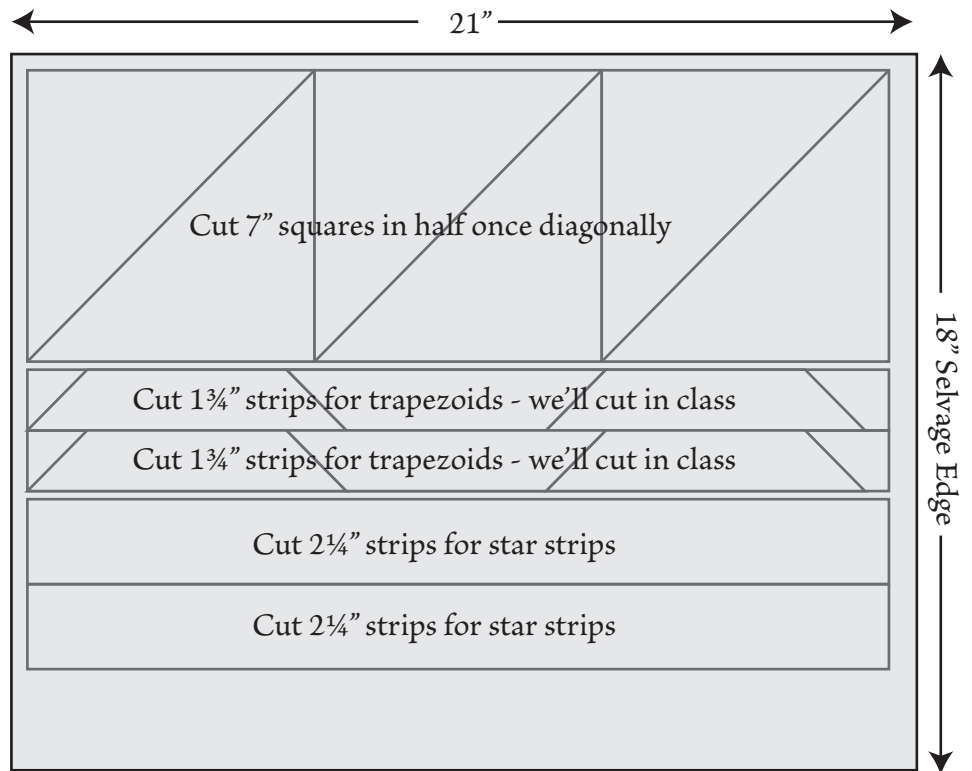 21”
Cut 7” squares in half once diagonally
Cut 1¾” strips for trapezoids - we’ll cut in class
Cut 1¾” strips for trapezoids - we’ll cut in class
Cut 2¼” strips for star strips
Cut 2¼” strips for star strips
18” Selvage Edge